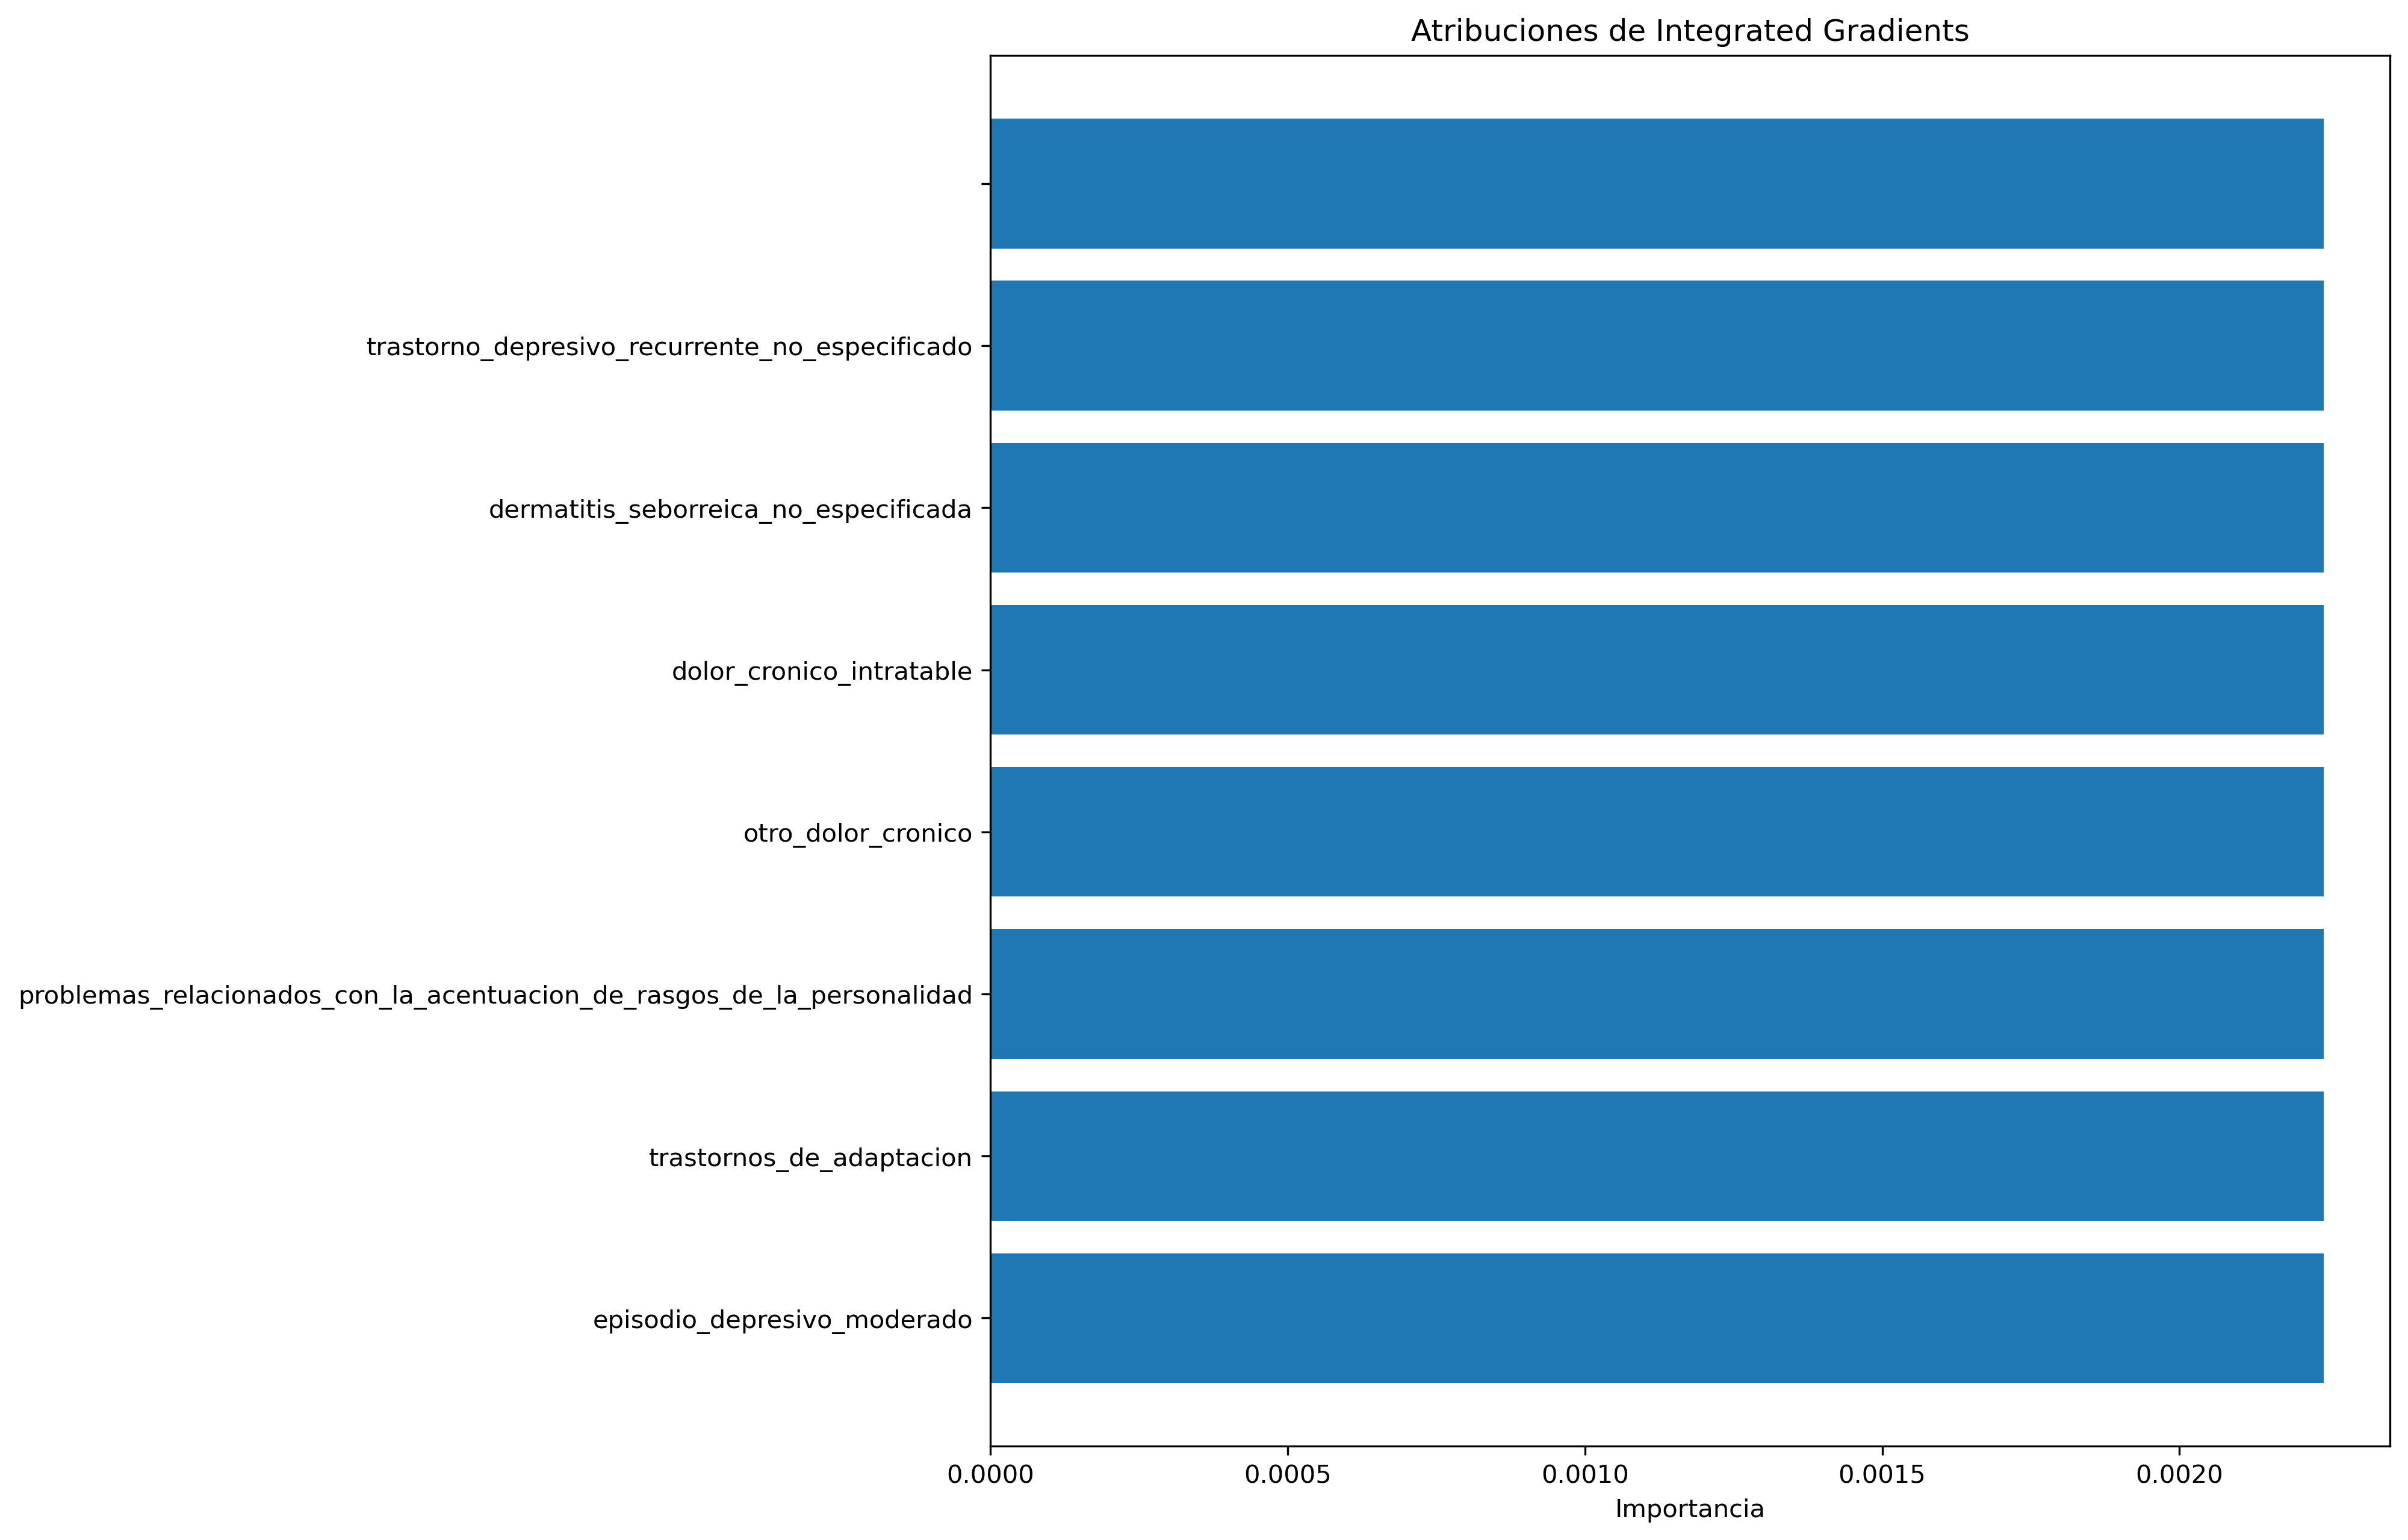 Atribuciones de Integrated Gradients
trastorno_depresivo_recurrente_no_especificado
dermatitis_seborreica_no_especificada
dolor_cronico_intratable
otro_dolor_cronico
problemas_relacionados_con_la_acentuacion_de_rasgos_de_la_personalidad
trastornos_de_adaptacion
episodio_depresivo_moderado
0.0000 0.0005 0.0010 0.0015 0.0020
Importancia